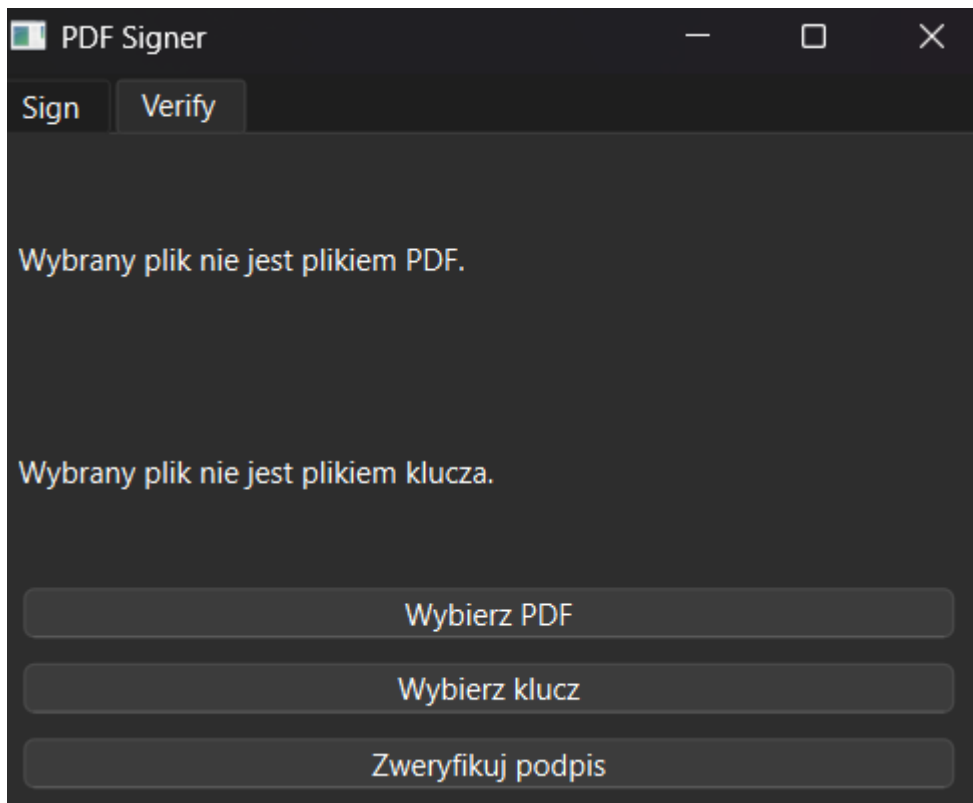 PDF Signer
Sign Verify
Wybrany plik nie jest plikiem PDF.
Wybrany plik nie jest plikiem klucza.
Wybierz PDF
Wybierz klucz
Zweryfikuj podpis